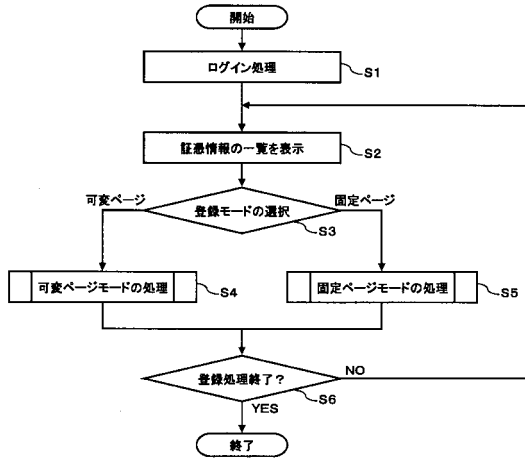 開始
ログイン処理
S1
証憑情報の一覧を表示
S2
可変ページ
登録モードの選択
固定ページ
S3
可変ページモードの処理
S4
固定ページモードの処理
S5
登録処理終了？
NO
S6
YES
終了